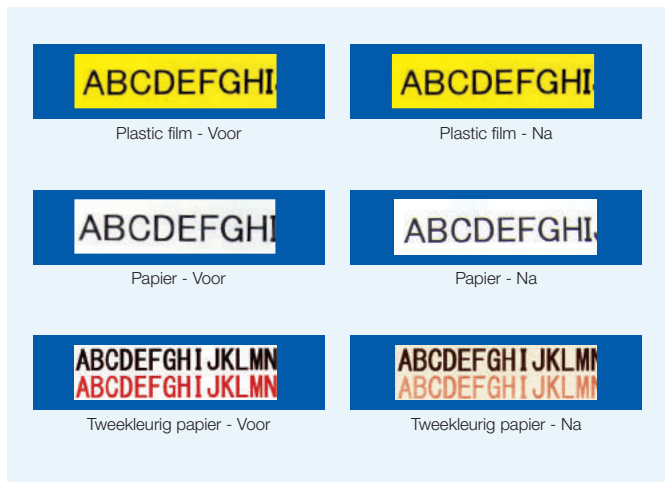 ABCDEFGHI
ABCDEFGHI
Plastic film - Voor
Plastic film - Na
ABCDEFGHI
ABCDEFGHI
Papier - Voor
Papier - Na
ABCDEFGHIJKLMN
ABCDEFGHIJKLMN
ABCDEFGHIJKLMN
ABCDEFGHIJKLMN
Tweekleurig papier - Voor
Tweekleurig papier - Na